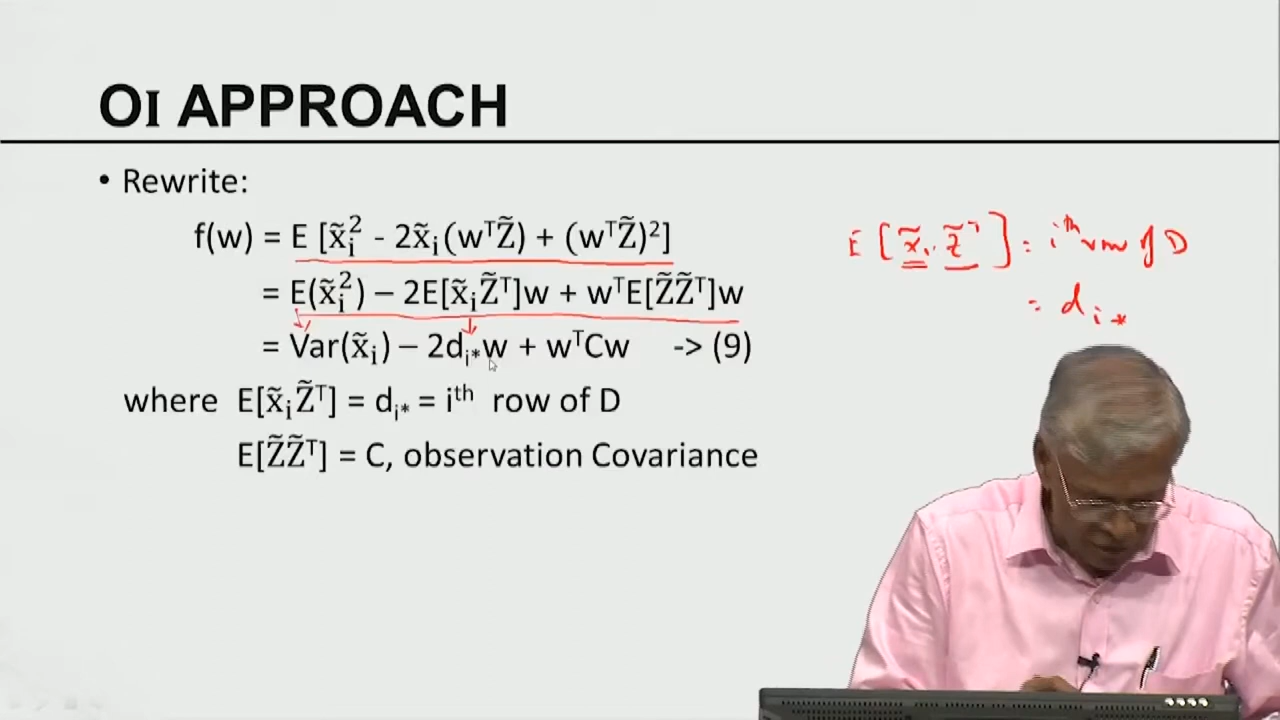 OI APPROACH
• Rewrite:
f(w) = E [x̃ᵢ² - 2x̃ᵢ(wᵀZ̃) + (wᵀZ̃)²]
= E(x̃ᵢ²) – 2E[x̃ᵢZ̃ᵀ]w + wᵀE[Z̃Z̃ᵀ]w
= Var(x̃ᵢ) – 2dᵢ*w + wᵀCw -> (9)
where E[x̃ᵢZ̃ᵀ] = dᵢ* = iᵗʰ row of D
E[Z̃Z̃ᵀ] = C, observation Covariance
E [x̃ᵢ z̃ᵀ] = iᵗʰ row of D
= dᵢ*